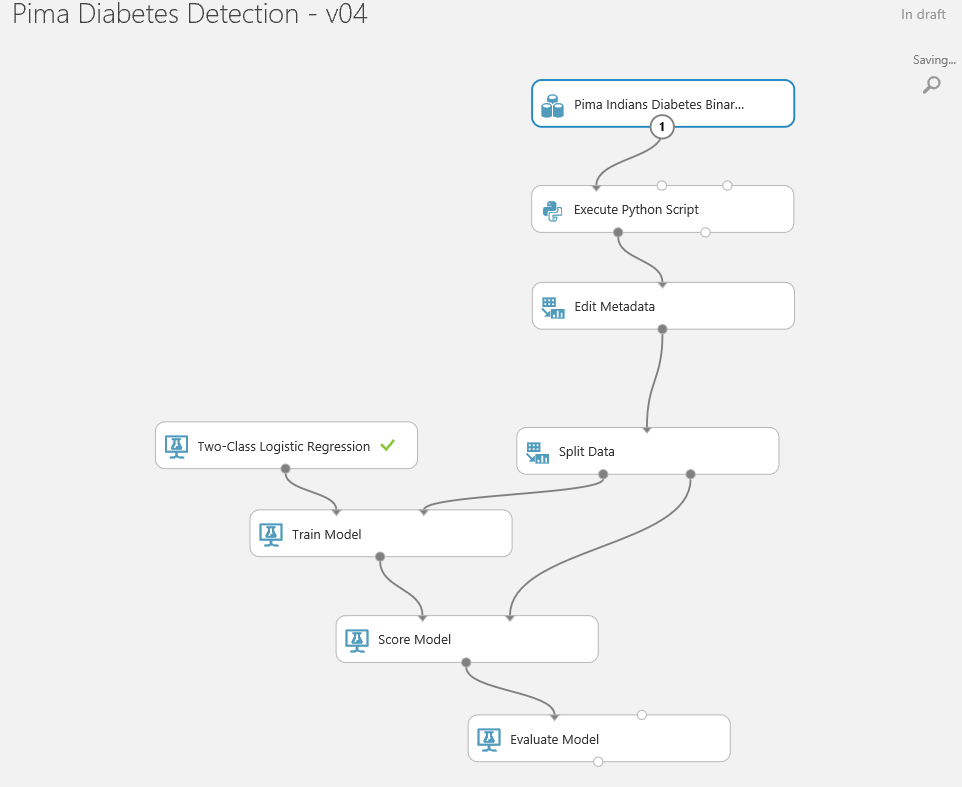 Pima Diabetes Detection - v04
In draft
Saving...
Pima Indians Diabetes Binar...
1
Execute Python Script
Edit Metadata
Two-Class Logistic Regression
Split Data
Train Model
Score Model
Evaluate Model